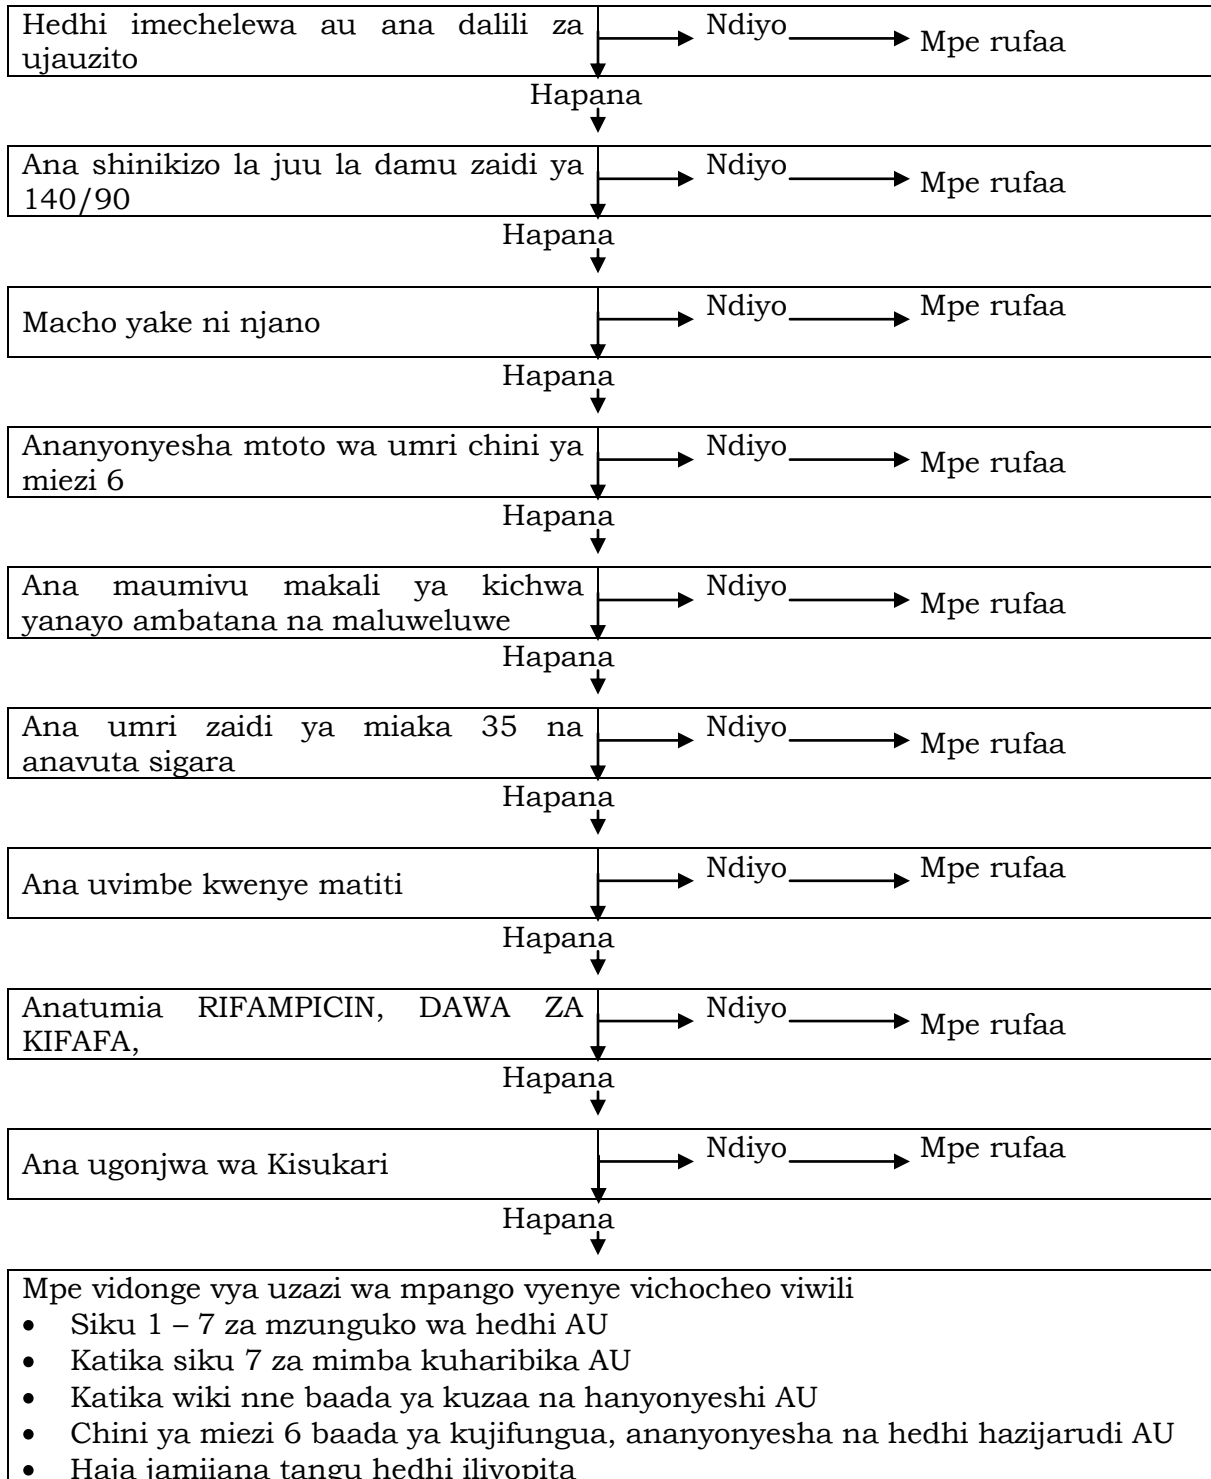 Hedhi imechelewa au ana dalili za ujauzito
Ndiyo
Mpe rufaa
Hapana
Ana shinikizo la juu la damu zaidi ya 140/90
Ndiyo
Mpe rufaa
Hapana
Macho yake ni njano
Ndiyo
Mpe rufaa
Hapana
Ananyonyesha mtoto wa umri chini ya miezi 6
Ndiyo
Mpe rufaa
Hapana
Ana maumivu makali ya kichwa yanayo ambatana na maluweluwe
Ndiyo
Mpe rufaa
Hapana
Ana umri zaidi ya miaka 35 na anavuta sigara
Ndiyo
Mpe rufaa
Hapana
Ana uvimbe kwenye matiti
Ndiyo
Mpe rufaa
Hapana
Anatumia RIFAMPICIN, DAWA ZA KIFAFA,
Ndiyo
Mpe rufaa
Hapana
Ana ugonjwa wa Kisukari
Ndiyo
Mpe rufaa
Hapana
Mpe vidonge vya uzazi wa mpango vyenye vichocheo viwili
• Siku 1 – 7 za mzunguko wa hedhi AU
• Katika siku 7 za mimba kuharibika AU
• Katika wiki nne baada ya kuzaa na hanyonyeshi AU
• Chini ya miezi 6 baada ya kujifungua, ananyonyesha na hedhi hazijarudi AU
• Haja jamiiana tangu hedhi iliyopita